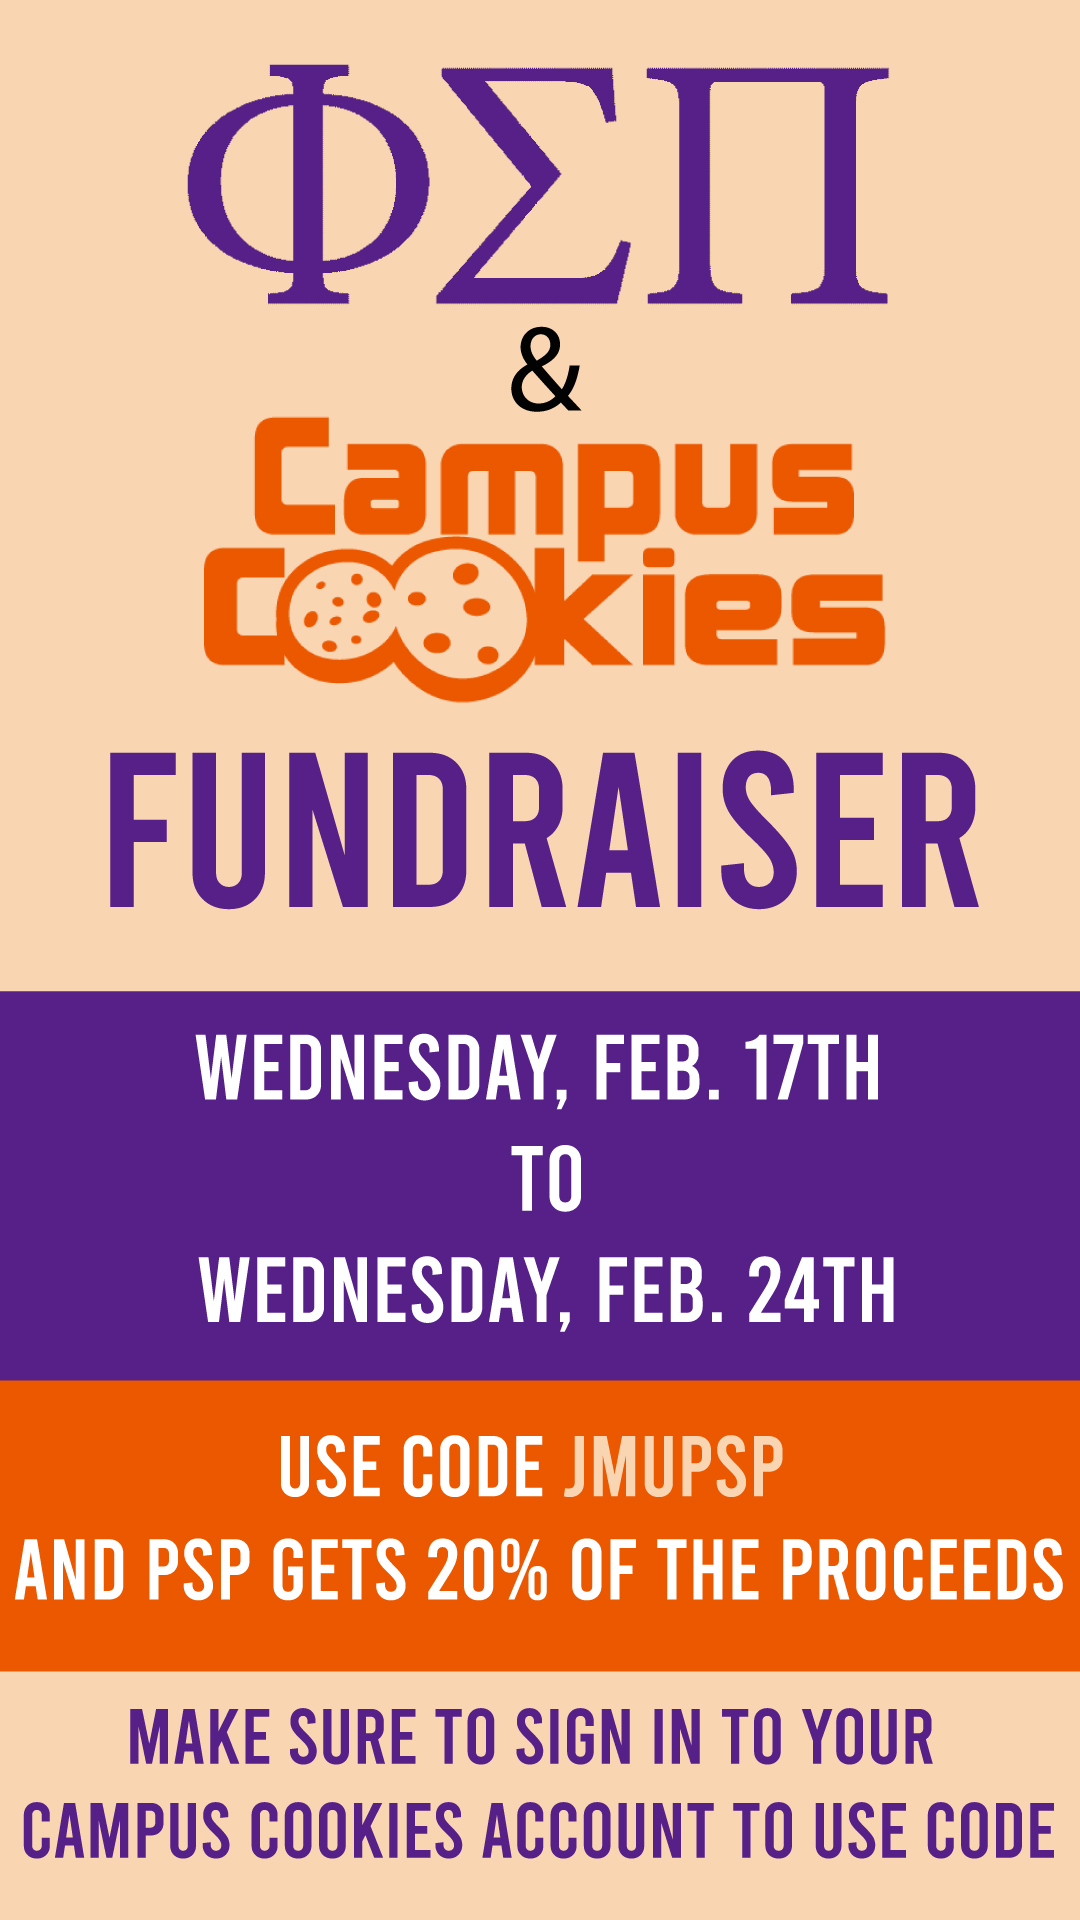 ΦΣΠ
&
Campus
Cookies
FUNDRAISER
WEDNESDAY, FEB. 17TH
TO
WEDNESDAY, FEB. 24TH
USE CODE JMUPSP
AND PSP GETS 20% OF THE PROCEEDS
MAKE SURE TO SIGN IN TO YOUR
CAMPUS COOKIES ACCOUNT TO USE CODE